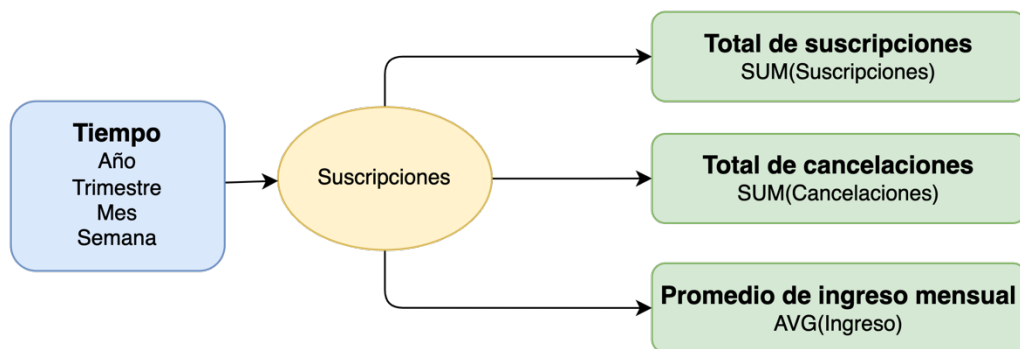 Tiempo
Año
Trimestre
Mes
Semana
Suscripciones
Total de suscripciones
SUM(Suscripciones)
Total de cancelaciones
SUM(Cancelaciones)
Promedio de ingreso mensual
AVG(Ingreso)